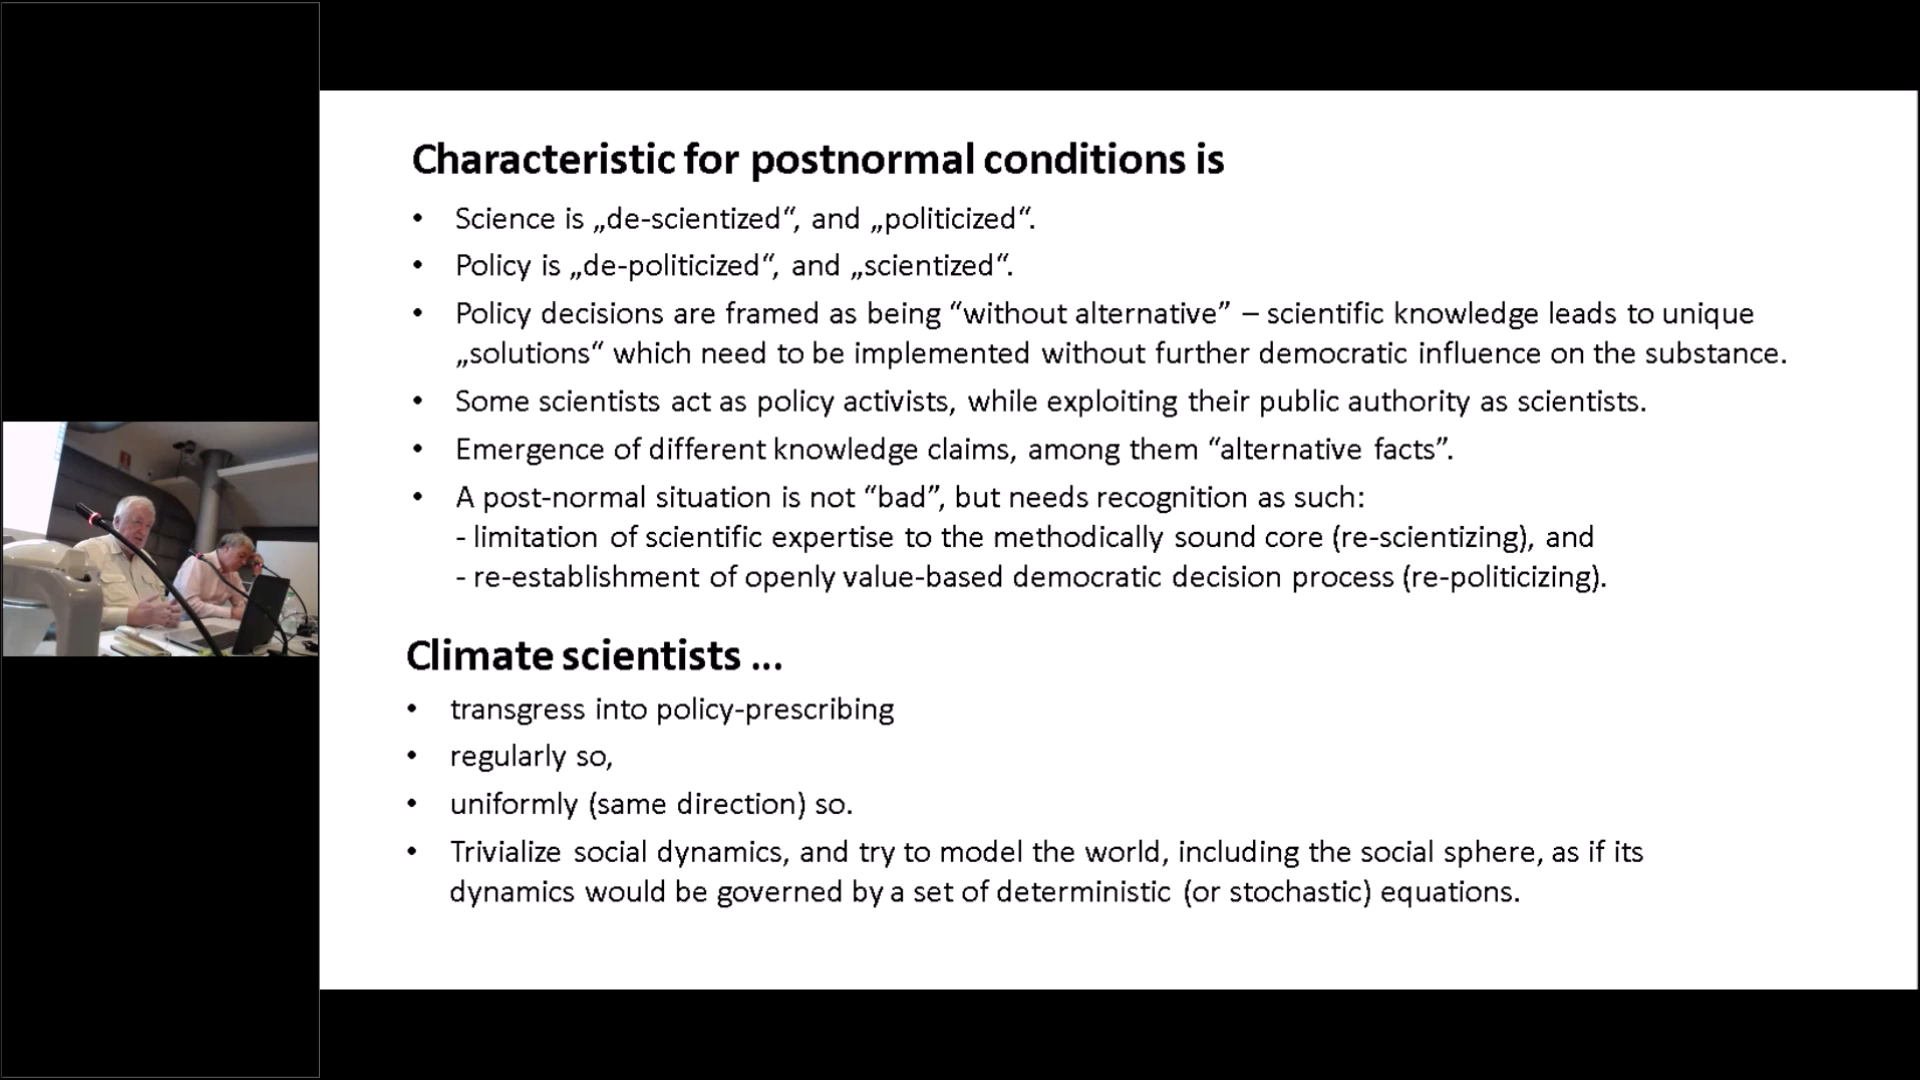 Characteristic for postnormal conditions is
• Science is „de-scientized“, and „politicized“.
• Policy is „de-politicized“, and „scientized“.
• Policy decisions are framed as being “without alternative” – scientific knowledge leads to unique
„solutions“ which need to be implemented without further democratic influence on the substance.
• Some scientists act as policy activists, while exploiting their public authority as scientists.
• Emergence of different knowledge claims, among them “alternative facts”.
• A post-normal situation is not “bad”, but needs recognition as such:
- limitation of scientific expertise to the methodically sound core (re-scientizing), and
- re-establishment of openly value-based democratic decision process (re-politicizing).
Climate scientists ...
• transgress into policy-prescribing
• regularly so,
• uniformly (same direction) so.
• Trivialize social dynamics, and try to model the world, including the social sphere, as if its
dynamics would be governed by a set of deterministic (or stochastic) equations.